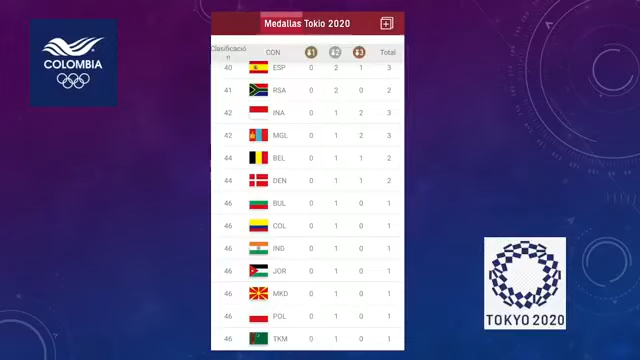 Medallas Tokio 2020
Clasificació
n
CON
1
2
3
Total
40 ESP 0 2 1 3
41 RSA 0 2 0 2
42 INA 0 1 2 3
42 MGL 0 1 2 3
44 BEL 0 1 1 2
44 DEN 0 1 1 2
46 BUL 0 1 0 1
46 COL 0 1 0 1
46 IND 0 1 0 1
46 JOR 0 1 0 1
46 MKD 0 1 0 1
46 POL 0 1 0 1
46 TKM 0 1 0 1
COLOMBIA
TOKYO 2020